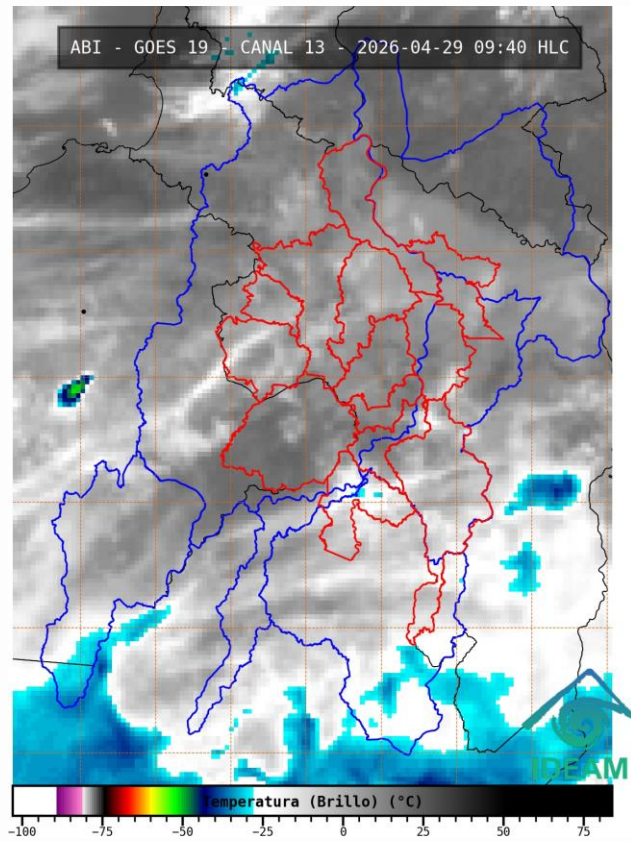 ABI - GOES 19 - CANAL 13 - 2026-04-29 09:40 HLC
IDEAM
Temperatura (Brillo) (°C)
−100 −75 −50 −25 0 25 50 75